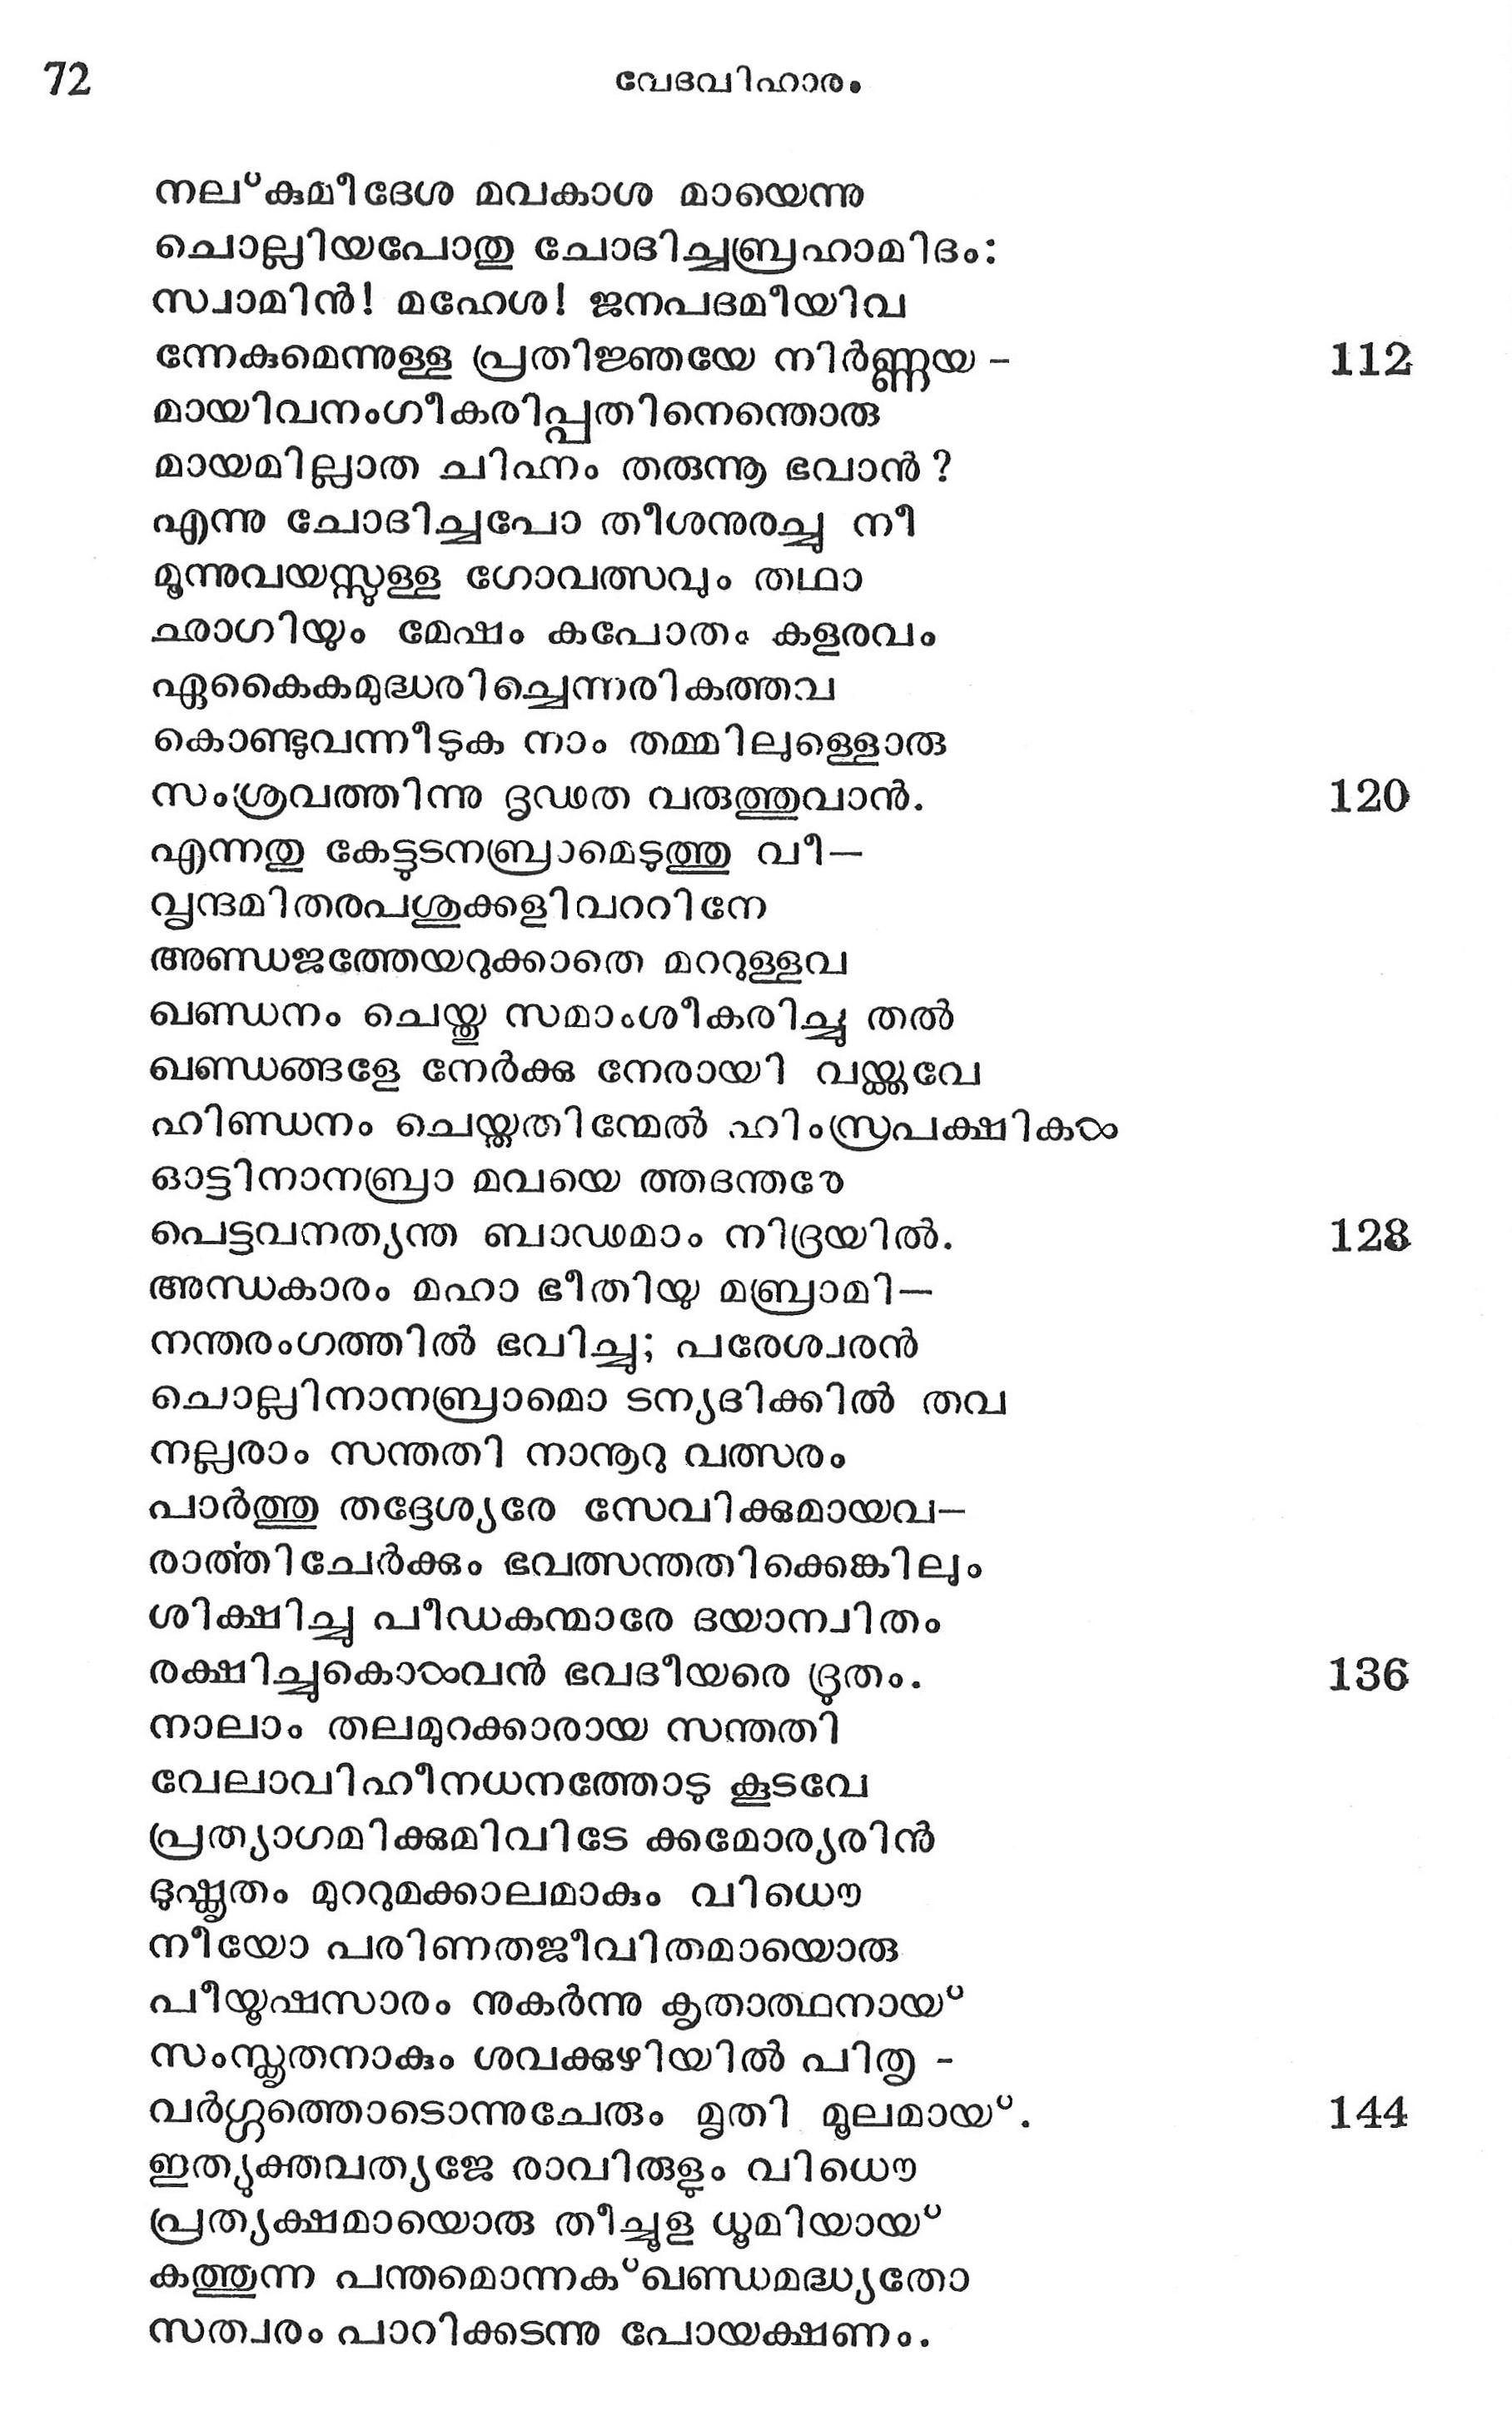 72 വേദവിഹാരം
നല്കുമീദേശ മവകാശ മായെന്നു
ചൊല്ലിയപോതു ചോദിച്ചബ്രഹാമിദം:
സ്വാമിൻ! മഹേശ! ജനപദമീയിവ
ന്നേകുമെന്നുള്ള പ്രതിജ്ഞയേ നിർണ്ണയ - 112
മായിവനംഗീകരിപ്പതിനെന്തൊരു
മായമില്ലാത ചിഹ്നം തരുന്നൂ ഭവാൻ?
എന്നു ചോദിച്ചപോ തീശനുരച്ചു നീ
മൂന്നുവയസ്സുള്ള ഗോവത്സവും തഥാ
ഛാഗിയും മേഷം കപോതം കളരവം
ഏകൈകമുദ്ധരിച്ചെന്നരികത്തവ
കൊണ്ടുവന്നീടുക നാം തമ്മിലുള്ളൊരു
സംശ്രവത്തിന്നു ദൃഢത വരുത്തുവാൻ. 120
എന്നതു കേട്ടുടനബ്രാമെടുത്തു വീ—
വൃന്ദമിതരപശുക്കളിവററിനേ
അണ്ഡജത്തേയറുക്കാതെ മററുള്ളവ
ഖണ്ഡനം ചെയ്തു സമാംശീകരിച്ചു തൽ
ഖണ്ഡങ്ങളേ നേർക്കു നേരായി വയ്ക്കവേ
ഹിണ്ഡനം ചെയ്തതിന്മേൽ ഹിംസ്രപക്ഷികൾ
ഓട്ടിനാനബ്രാ മവയെ ത്തദന്തരേ
പെട്ടവനത്യന്ത ബാഢമാം നിദ്രയിൽ. 128
അന്ധകാരം മഹാ ഭീതിയു മബ്രാമി—
നന്തരംഗത്തിൽ ഭവിച്ചു; പരേശ്വരൻ
ചൊല്ലിനാനബ്രാമൊ ടന്യദിക്കിൽ തവ
നല്ലരാം സന്തതി നാനൂറു വത്സരം
പാർത്തു തദ്ദേശ്യരേ സേവിക്കുമായവ—
രാൎത്തിചേർക്കും ഭവത്സന്തതിക്കെങ്കിലും
ശിക്ഷിച്ചു പീഡകന്മാരേ ദയാന്വിതം
രക്ഷിച്ചുകൊൾവൻ ഭവദീയരെ ദ്രുതം. 136
നാലാം തലമുറക്കാരായ സന്തതി
വേലാവിഹീനധനത്തോടു കൂടവേ
പ്രത്യാഗമിക്കുമിവിടേ ക്കമോര്യരിൻ
ദുഷ്കൃതം മുററുമക്കാലമാകും വിധൌ
നീയോ പരിണതജീവിതമായൊരു
പീയൂഷസാരം നുകർന്നു കൃതാത്ഥനായ്
സംസ്കൃതനാകും ശവക്കുഴിയിൽ പിതൃ -
വർഗ്ഗത്തൊടൊന്നുചേരും മൃതി മൂലമായ്. 144
ഇത്യുക്തവത്യജേ രാവിരുളും വിധൌ
പ്രത്യക്ഷമായൊരു തീച്ചൂള ധൂമിയായ്
കത്തുന്ന പന്തമൊന്നക്ഖണ്ഡമദ്ധ്യതോ
സത്വരം പാറിക്കടന്നു പോയക്ഷണം.